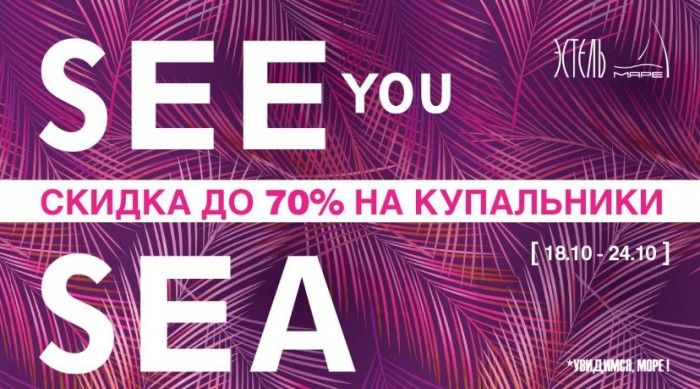 SEE YOU
ЭСТЕЛЬ
МАРЕ
СКИДКА ДО 70% НА КУПАЛЬНИКИ
[ 18.10 - 24.10 ]
SEA
*УВИДИМСЯ, МОРЕ !